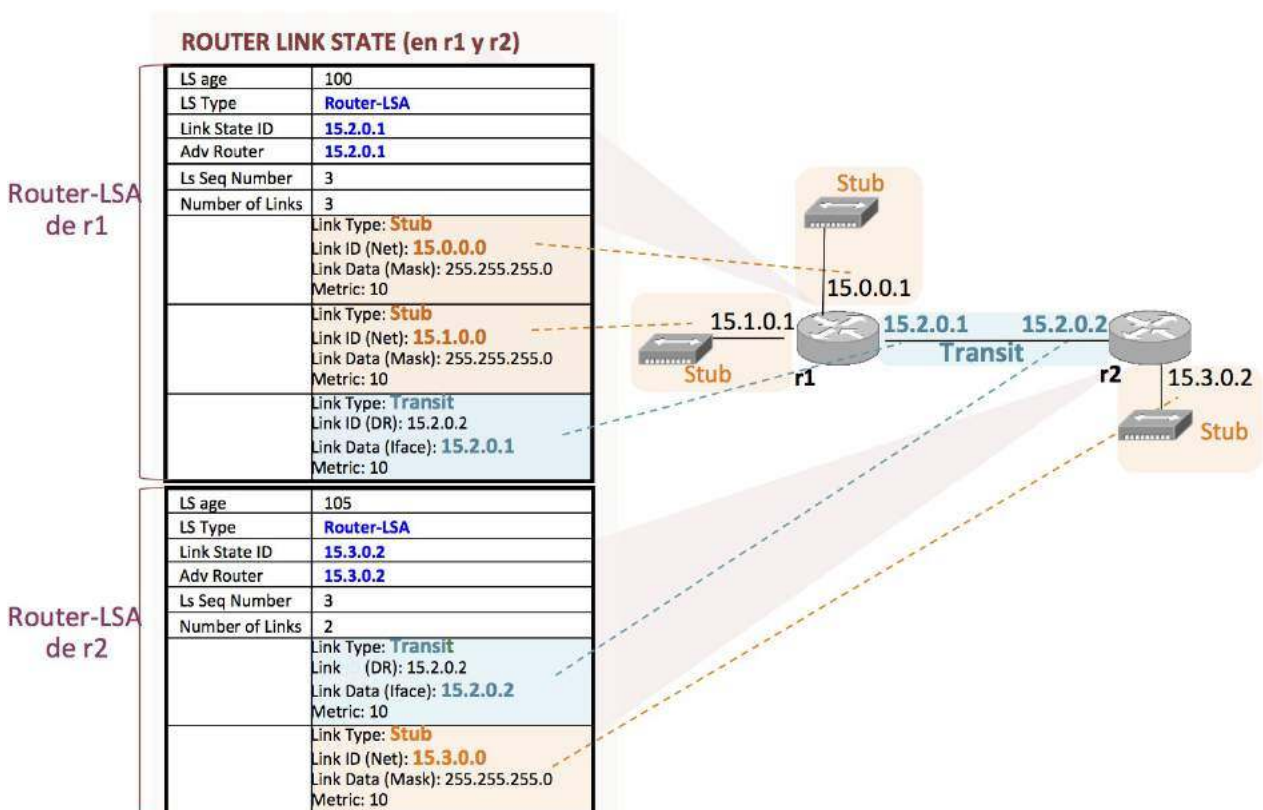 ROUTER LINK STATE (en r1 y r2)
Router-LSA
de r1
LS age 100
LS Type Router-LSA
Link State ID 15.2.0.1
Adv Router 15.2.0.1
Ls Seq Number 3
Number of Links 3
Link Type: Stub
Link ID (Net): 15.0.0.0
Link Data (Mask): 255.255.255.0
Metric: 10
Link Type: Stub
Link ID (Net): 15.1.0.0
Link Data (Mask): 255.255.255.0
Metric: 10
Link Type: Transit
Link ID (DR): 15.2.0.2
Link Data (Iface): 15.2.0.1
Metric: 10
Router-LSA
de r2
LS age 105
LS Type Router-LSA
Link State ID 15.3.0.2
Adv Router 15.3.0.2
Ls Seq Number 3
Number of Links 2
Link Type: Transit
Link (DR): 15.2.0.2
Link Data (Iface): 15.2.0.2
Metric: 10
Link Type: Stub
Link ID (Net): 15.3.0.0
Link Data (Mask): 255.255.255.0
Metric: 10
Stub
15.0.0.1
15.1.0.1
Stub
r1
15.2.0.1 15.2.0.2
Transit
r2
15.3.0.2
Stub